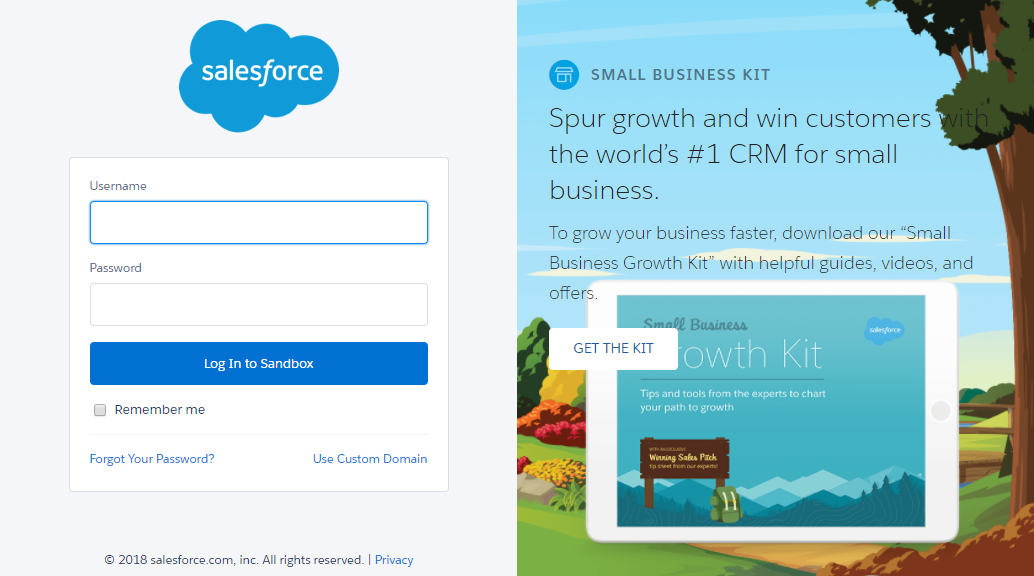 salesforce
Username
Password
Log In to Sandbox
Remember me
Forgot Your Password?
Use Custom Domain
© 2018 salesforce.com, inc. All rights reserved. | Privacy
SMALL BUSINESS KIT
Spur growth and win customers with
the world's #1 CRM for small
business.
To grow your business faster, download our “Small
Business Growth Kit” with helpful guides, videos, and
offers.
GET THE KIT
Small Business
rowth Kit
salesforce
Tips and tools from the experts to chart
your path to growth
Winning Sales Pitch
tip sheet from our experts!